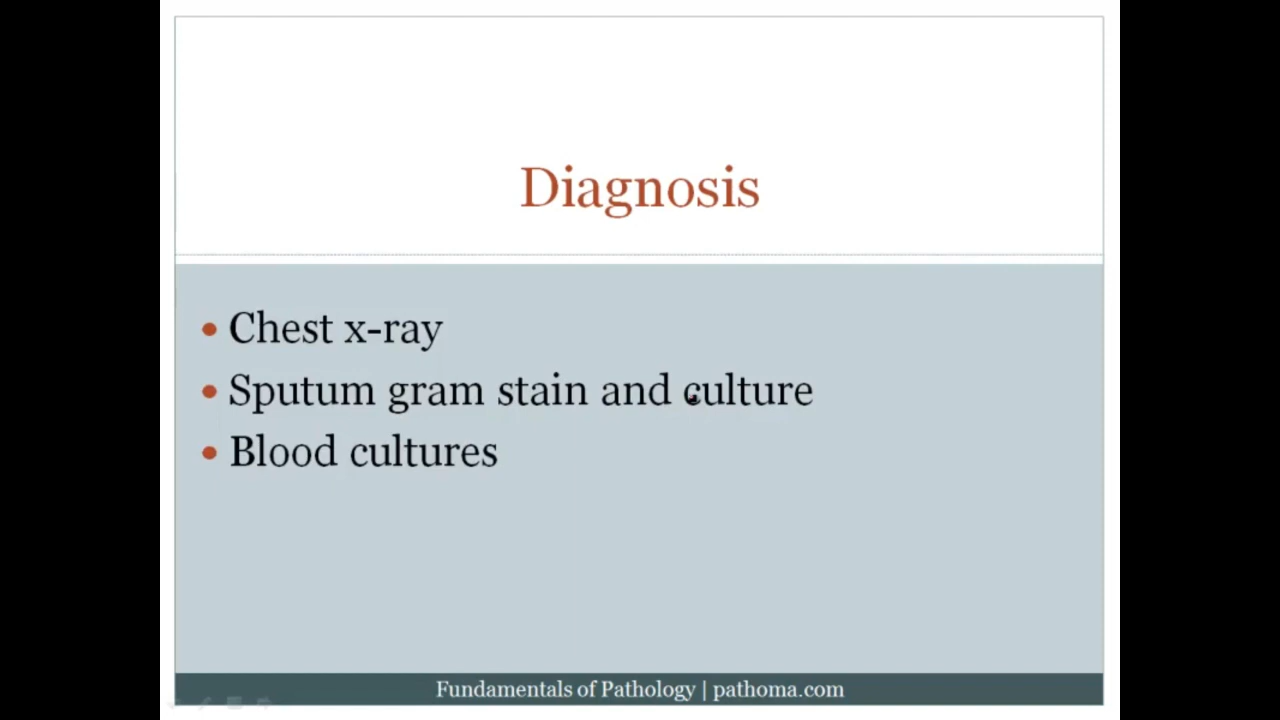 Diagnosis
Chest x-ray
Sputum gram stain and culture
Blood cultures
Fundamentals of Pathology | pathoma.com